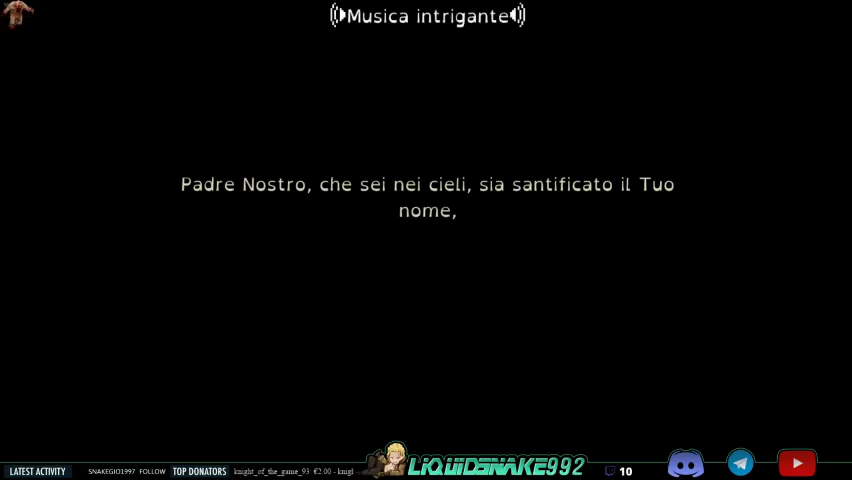 Musica intrigante
Padre Nostro, che sei nei cieli, sia santificato il Tuo
nome,
LATEST ACTIVITY
SNAKEGIO1997 FOLLOW
TOP DONATORS
knight_of_the_game_93 €2.00 - knigl
LIQUIDSNAKE992
10